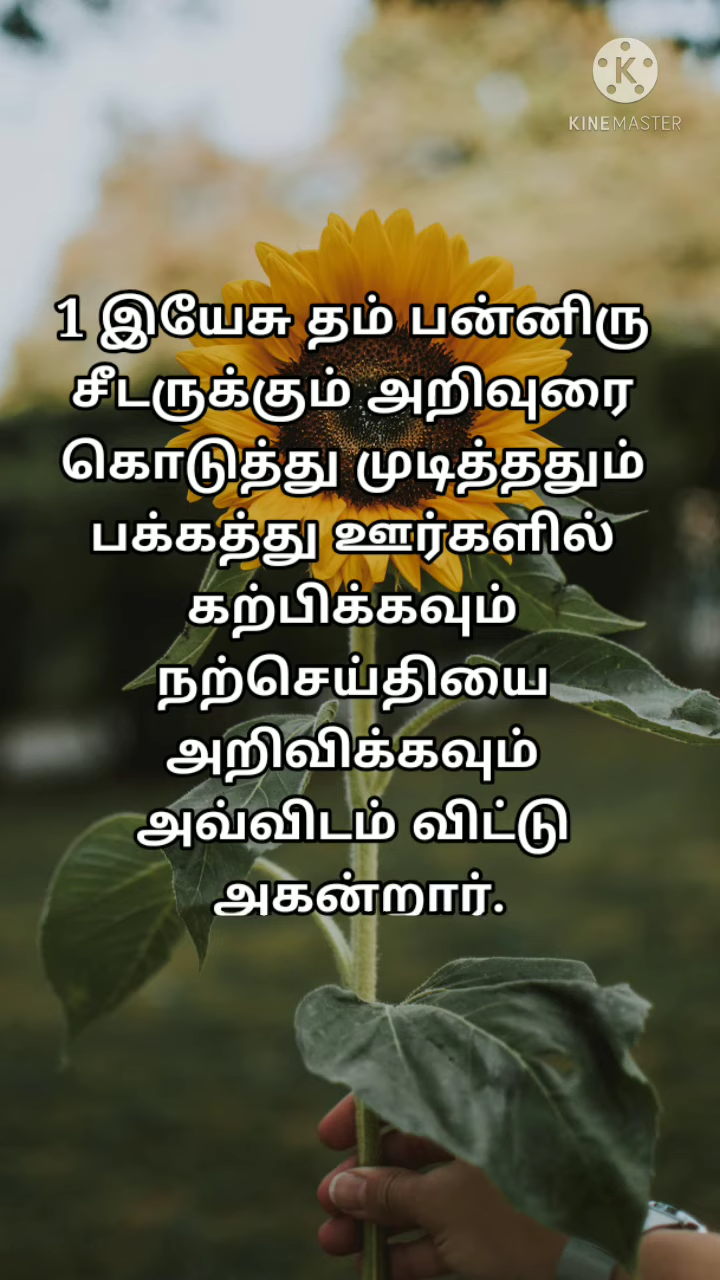 KINEMASTER
1 இயேசு தம் பன்னிரு
சீடருக்கும் அறிவுரை
கொடுத்து முடித்ததும்
பக்கத்து ஊர்களில்
கற்பிக்கவும்
நற்செய்தியை
அறிவிக்கவும்
அவ்விடம் விட்டு
அகன்றார்.